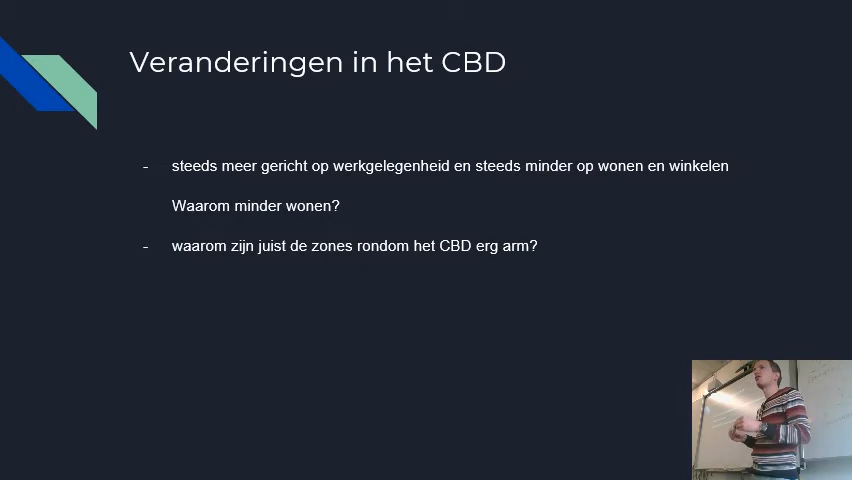 Veranderingen in het CBD
- steeds meer gericht op werkgelegenheid en steeds minder op wonen en winkelen
Waarom minder wonen?
- waarom zijn juist de zones rondom het CBD erg arm?